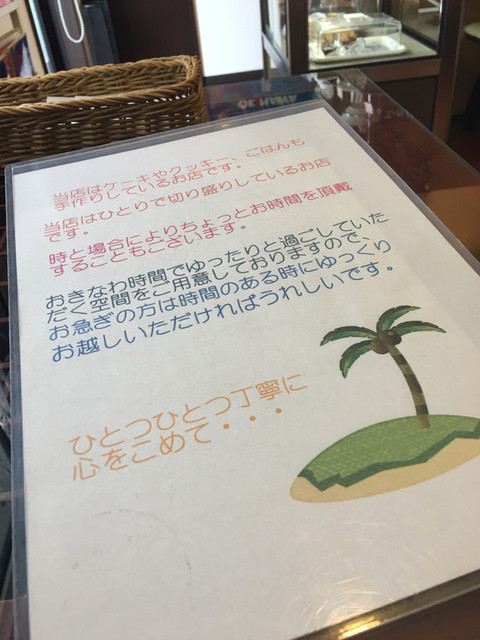 当店はケーキやクッキー、ごはんも
手作りしているお店です。
当店はひとりで切り盛りしているお店
です。
時と場合によりちょっとお時間を頂戴
することもございます。
おきなわ時間でゆったりと過ごしていた
だく空間をご用意しておりますので、
お急ぎの方は時間のある時にゆっくり
お越しいただければうれしいです。
ひとつひとつ丁寧に
心をこめて・・・